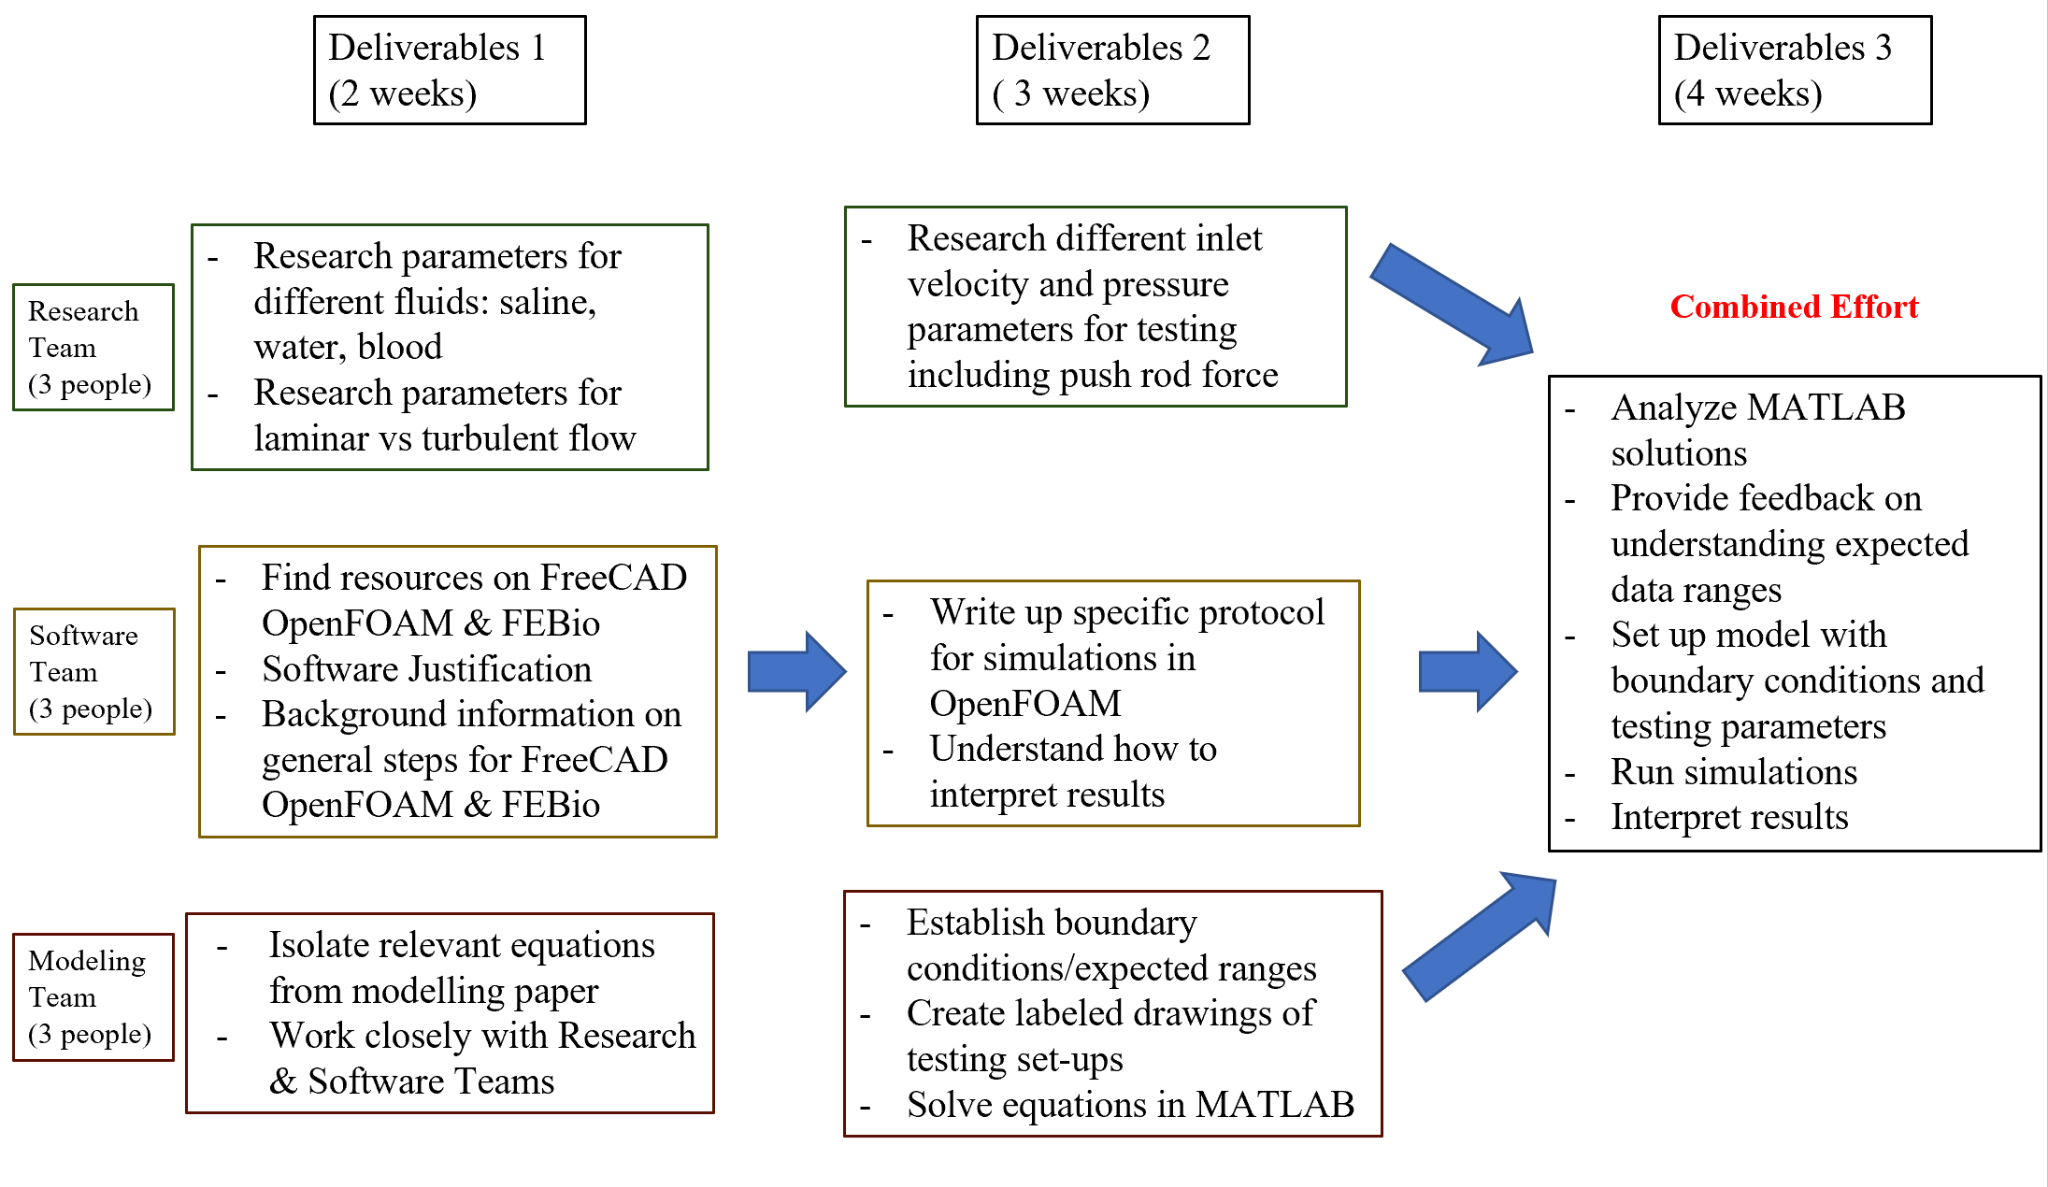 Deliverables 1
(2 weeks)
Deliverables 2
( 3 weeks)
Deliverables 3
(4 weeks)
Research
Team
(3 people)
- Research parameters for
different fluids: saline,
water, blood
- Research parameters for
laminar vs turbulent flow
- Research different inlet
velocity and pressure
parameters for testing
including push rod force
Software
Team
(3 people)
- Find resources on FreeCAD
OpenFOAM & FEBio
- Software Justification
- Background information on
general steps for FreeCAD
OpenFOAM & FEBio
- Write up specific protocol
for simulations in
OpenFOAM
- Understand how to
interpret results
Modeling
Team
(3 people)
- Isolate relevant equations
from modelling paper
- Work closely with Research
& Software Teams
- Establish boundary
conditions/expected ranges
- Create labeled drawings of
testing set-ups
- Solve equations in MATLAB
Combined Effort
- Analyze MATLAB
solutions
- Provide feedback on
understanding expected
data ranges
- Set up model with
boundary conditions and
testing parameters
- Run simulations
- Interpret results